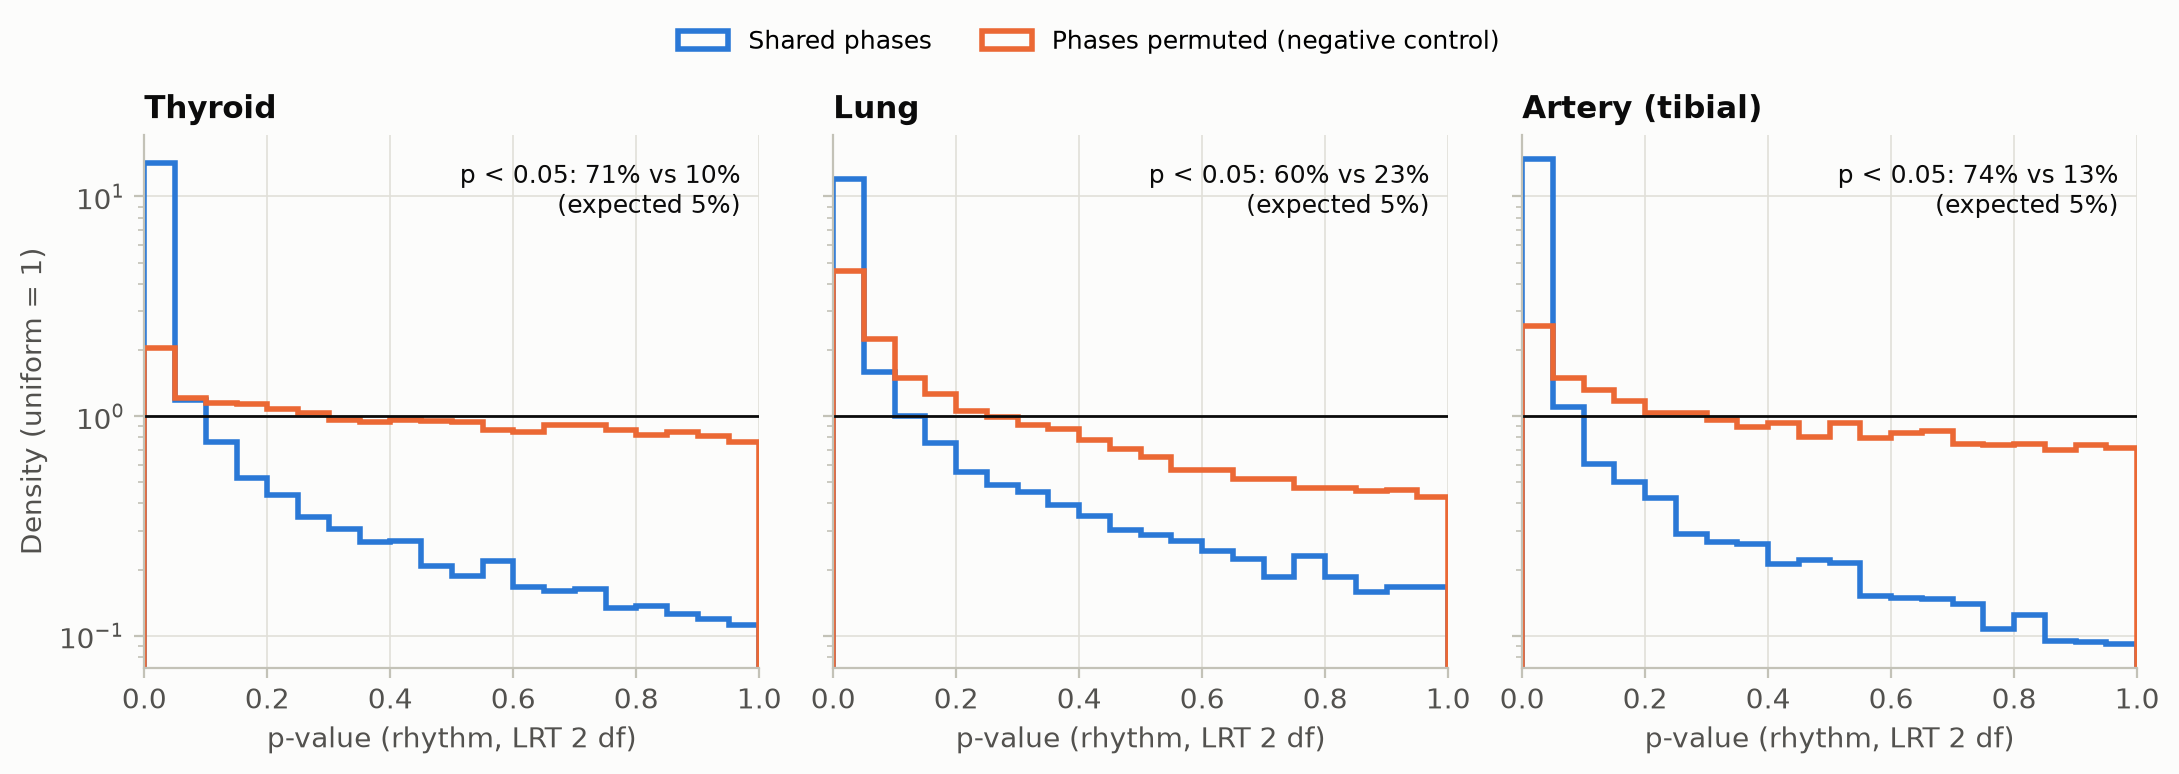 Shared phases
Phases permuted (negative control)
Thyroid
Lung
Artery (tibial)
p < 0.05: 71% vs 10%
(expected 5%)
p < 0.05: 60% vs 23%
(expected 5%)
p < 0.05: 74% vs 13%
(expected 5%)
Density (uniform = 1)
10¹
10⁰
10⁻¹
0.0 0.2 0.4 0.6 0.8 1.0
0.0 0.2 0.4 0.6 0.8 1.0
0.0 0.2 0.4 0.6 0.8 1.0
p-value (rhythm, LRT 2 df)
p-value (rhythm, LRT 2 df)
p-value (rhythm, LRT 2 df)